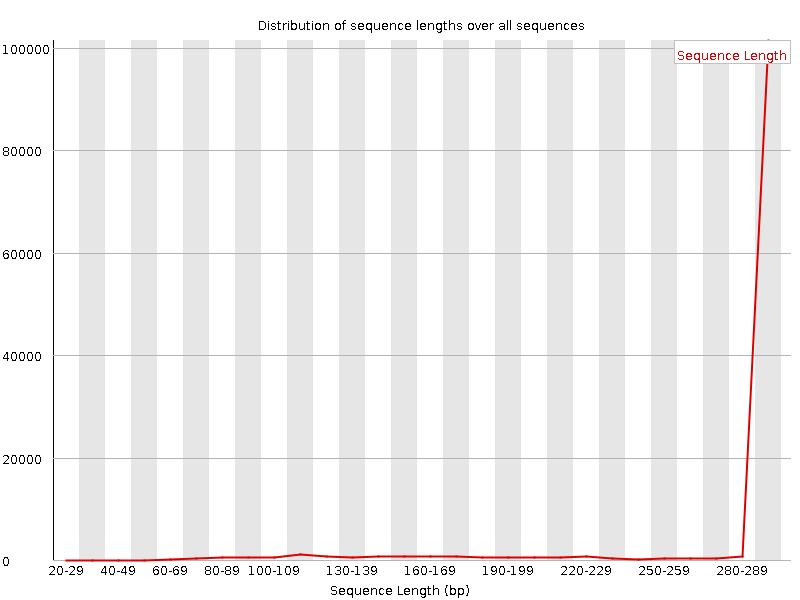 Distribution of sequence lengths over all sequences
Sequence Length
100000
80000
60000
40000
20000
0
20-29 40-49 60-69 80-89 100-109 130-139 160-169 190-199 220-229 250-259 280-289
Sequence Length (bp)